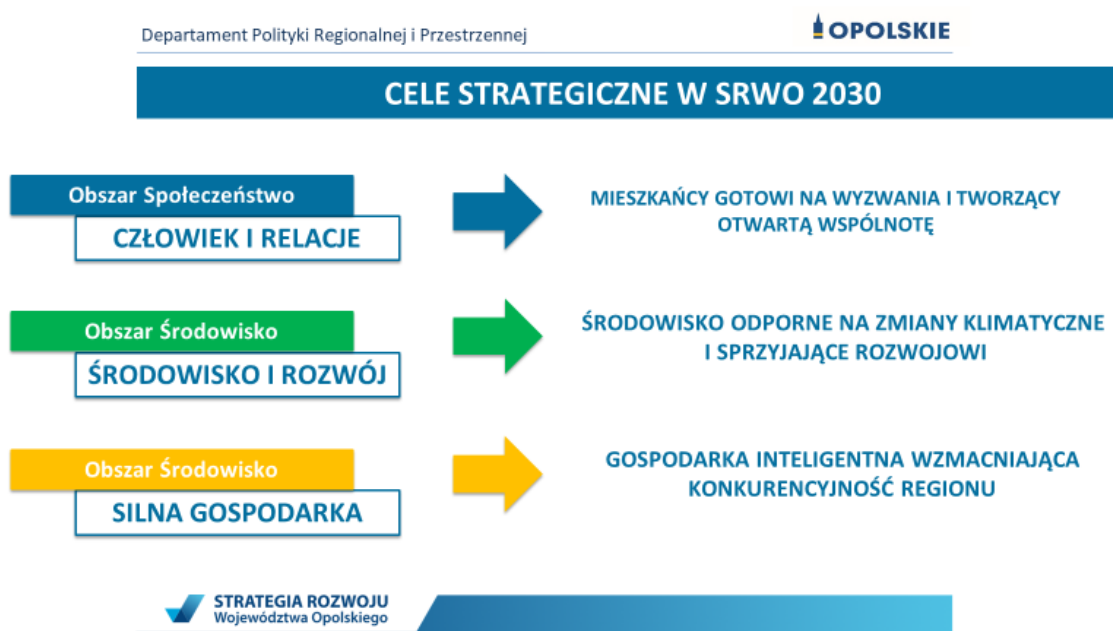 Departament Polityki Regionalnej i Przestrzennej
OPOLSKIE
CELE STRATEGICZNE W SRWO 2030
Obszar Społeczeństwo
CZŁOWIEK I RELACJE
MIESZKAŃCY GOTOWI NA WYZWANIA I TWORZĄCY
OTWARTĄ WSPÓLNOTĘ
Obszar Środowisko
ŚRODOWISKO I ROZWÓJ
ŚRODOWISKO ODPORNE NA ZMIANY KLIMATYCZNE
I SPRZYJAJĄCE ROZWOJOWI
Obszar Środowisko
SILNA GOSPODARKA
GOSPODARKA INTELIGENTNA WZMACNIAJĄCA
KONKURENCYJNOŚĆ REGIONU
STRATEGIA ROZWOJU
Województwa Opolskiego